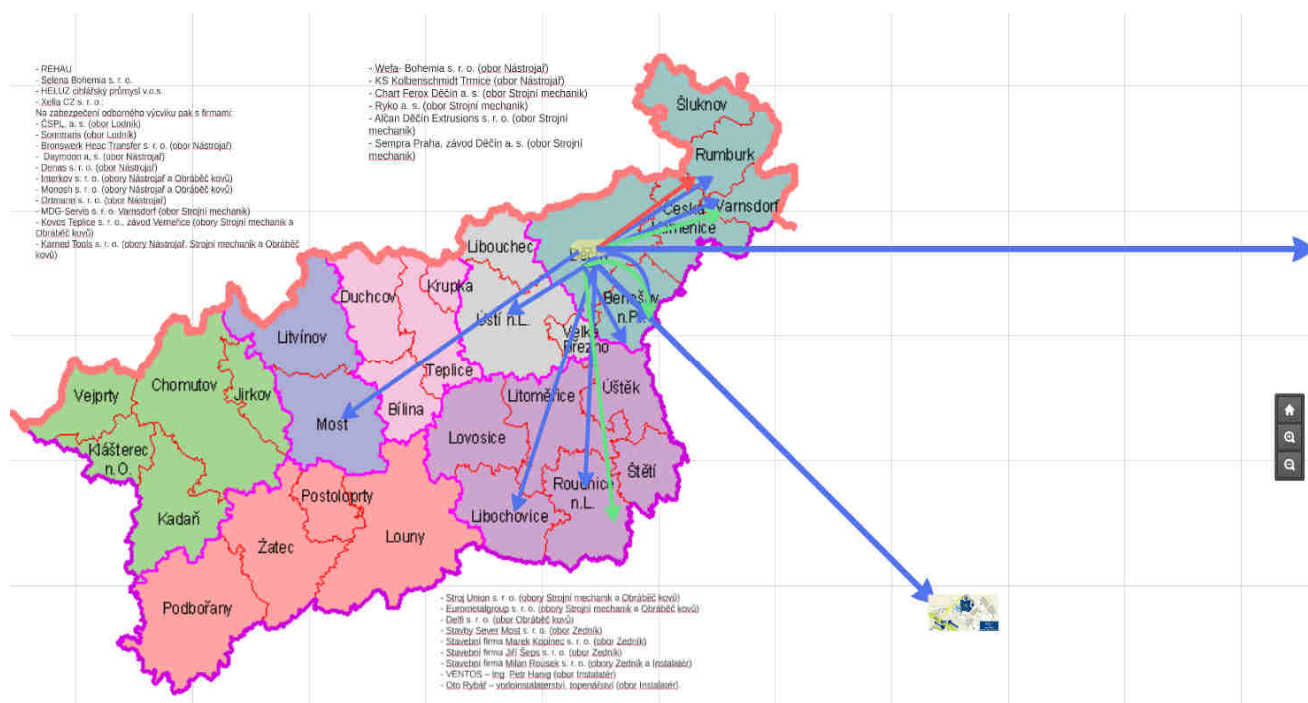 - REHAU
- Selena Bohemia s. r. o.
- HELUZ cihlářský průmysl v.o.s.
- Xella CZ s. r. o.
Na zabezpečení odborného výcviku pak s firmami:
- ČSPL, a. s. (obor Lodník)
- (obor Lodník)
- Bronswerk Heac Transfer s. r. o. (obor Nástrojař)
- Daymoon a. s. (obor Nástrojař)
- Denas s. r. o. (obor Nástrojař)
- Interkov s. r. o. (obory Nástrojař a Obráběč kovů)
- Monosh s. r. o. (obory Nástrojař a Obráběč kovů)
- Ortmann s. r. o. (obor Nástrojař)
- MDG-Servis s. r. o. Varnsdorf (obor Strojní mechanik)
- Kovos Teplice s. r. o., závod Verneřice (obory Strojní mechanik a
Obráběč kovů)
- Karned Tools s. r. o. (obory Nástrojař, Strojní mechanik a Obráběč
kovů)
- Wefa- Bohemia s. r. o. (obor Nástrojař)
- KS Kolbenschmidt Trmice (obor Nástrojař)
- Chart Ferox Děčín a. s. (obor Strojní mechanik)
- Ryko a. s. (obor Strojní mechanik)
- Alčan Děčín Extrusions s. r. o. (obor Strojní
mechanik)
- Sempra Praha, závod Děčín a. s. (obor Strojní
mechanik)
Šluknov
Rumburk
Varnsdorf
Česká
Kamenice
Libouchec
Duchcov
Krupka
Ústí n.L.
Benešov
n.P.
Velká
Březno
Litvínov
Teplice
Chomutov
Jirkov
Vejprty
Most
Bílina
Litoměřice
Úštěk
Lovosice
Klášterec
n.O.
Štětí
Roudnice
n.L.
Postoloprty
Libochovice
Kadaň
Louny
Žatec
Podbořany
- Stroj Union s. r. o. (obory Strojní mechanik a Obráběč kovů)
- Eurometalgroup s. r. o. (obory Strojní mechanik a Obráběč kovů)
- Delfi s. r. o. (obor Obráběč kovů)
- Stavby Sever Most s. r. o. (obor Zedník)
- Stavební firma Marek Kopinec s. r. o. (obor Zedník)
- Stavební firma Jiří Šeps s. r. o. (obor Zedník)
- Stavební firma Milan Rousek s. r. o. (obory Zedník a Instalatér)
- VENTOS – Ing. Petr Hanig (obor Instalatér)
- Oto Rybář – vodoinstalaterství, topenářství (obor Instalatér).